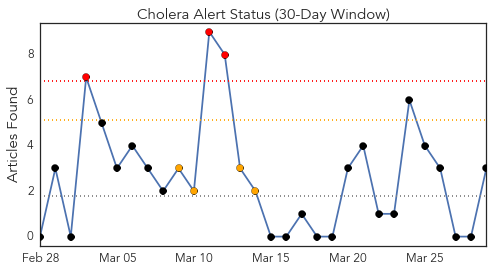 Cholera Alert Status (30-Day Window)
Articles Found
8
6
4
2
0
Feb 28 Mar 05 Mar 10 Mar 15 Mar 20 Mar 25